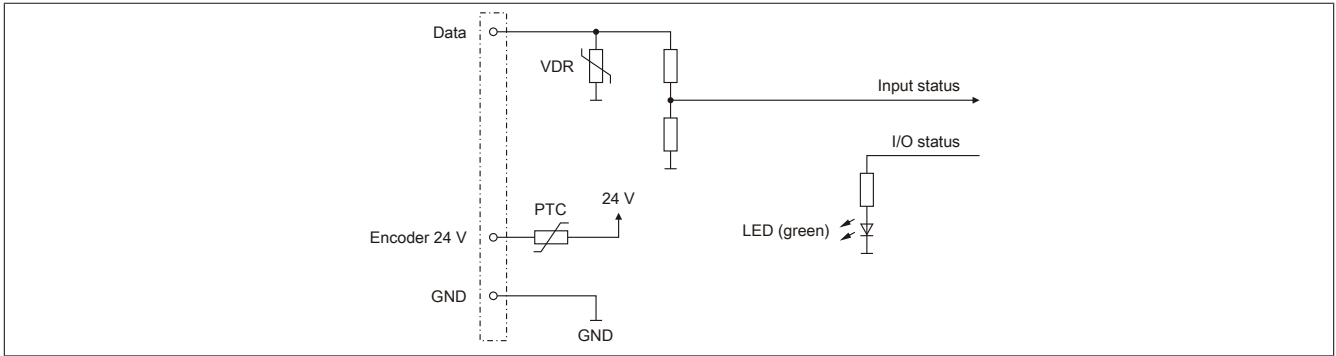 Data
VDR
Input status
I/O status
24 V
PTC
LED (green)
Encoder 24 V
GND
GND